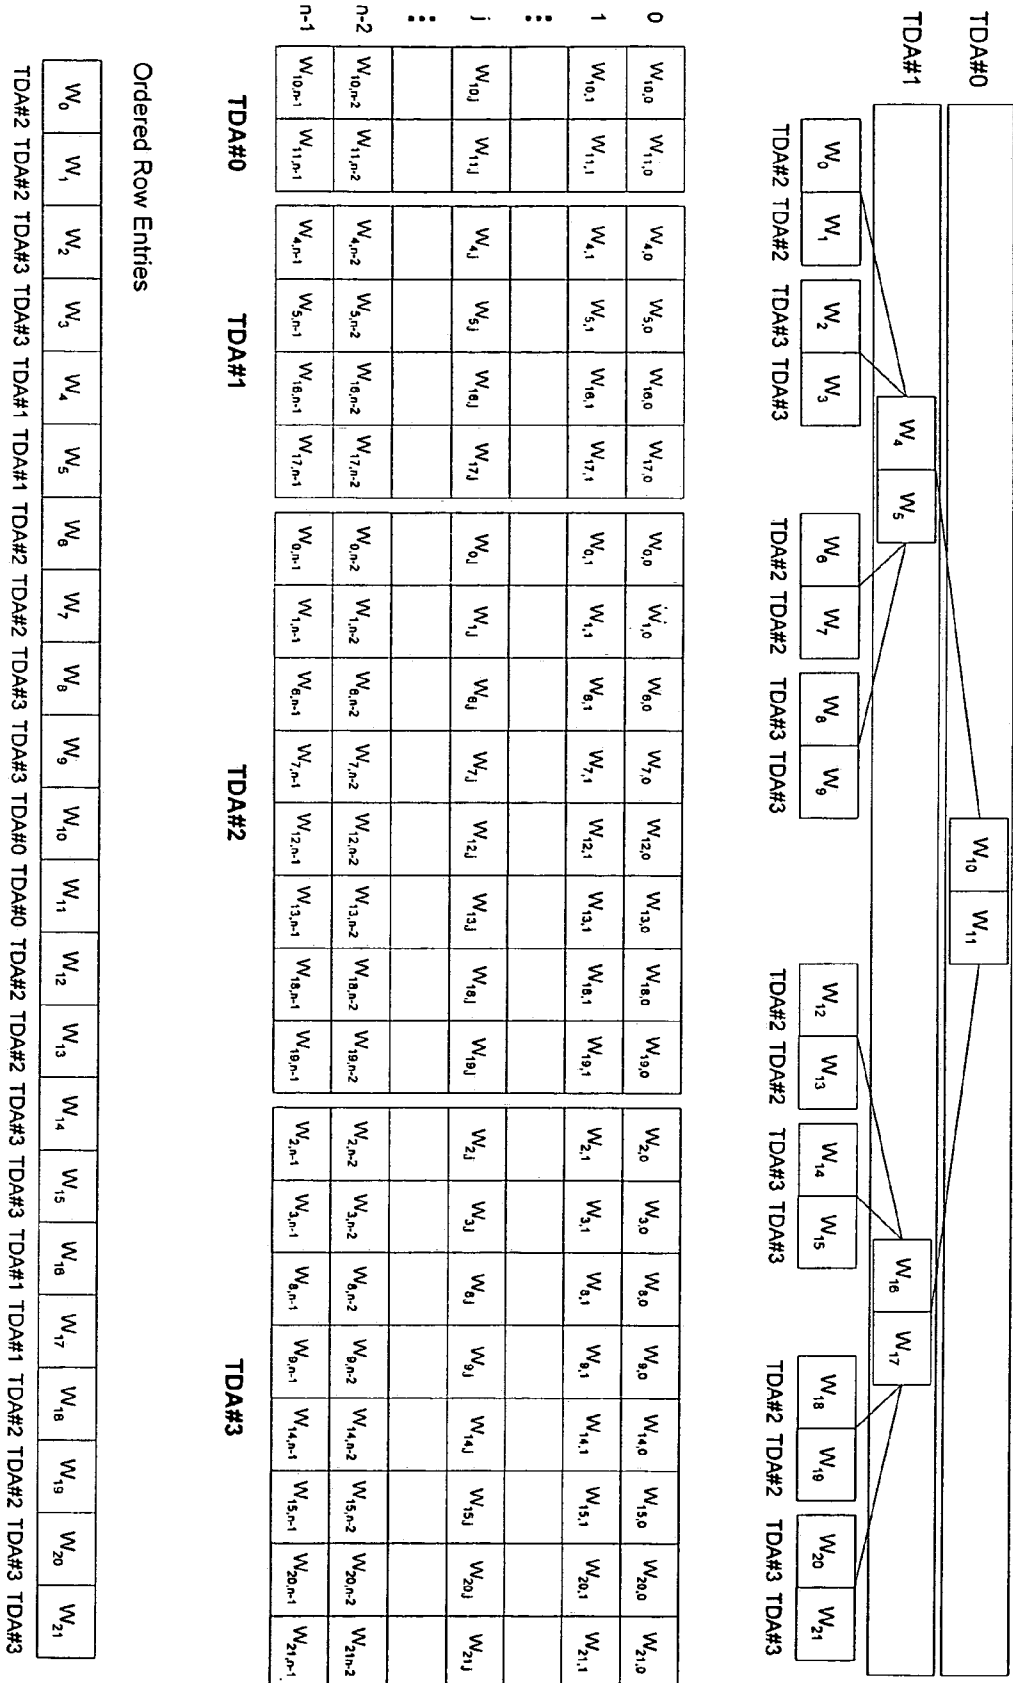 TDA#0 W₁₀ W₁₁
TDA#1 W₄ W₅ W₁₆ W₁₇
W₀ W₁ W₂ W₃ W₆ W₇ W₈ W₉ W₁₂ W₁₃ W₁₄ W₁₅ W₁₈ W₁₉ W₂₀ W₂₁
TDA#2 TDA#2 TDA#3 TDA#3 TDA#2 TDA#2 TDA#3 TDA#3 TDA#2 TDA#2 TDA#3 TDA#3 TDA#2 TDA#2 TDA#3 TDA#3
0 W10,0 W11,0 W4,0 W5,0 W16,0 W17,0 W0,0 W1,0 W6,0 W7,0 W12,0 W13,0 W18,0 W19,0 W2,0 W3,0 W8,0 W9,0 W14,0 W15,0 W20,0 W21,0
1 W10,1 W11,1 W4,1 W5,1 W16,1 W17,1 W0,1 W1,1 W6,1 W7,1 W12,1 W13,1 W18,1 W19,1 W2,1 W3,1 W8,1 W9,1 W14,1 W15,1 W20,1 W21,1
⋮
j W10,j W11,j W4,j W5,j W16,j W17,j W0,j W1,j W6,j W7,j W12,j W13,j W18,j W19,j W2,j W3,j W8,j W9,j W14,j W15,j W20,j W21,j
⋮
n-2 W10,n-2 W11,n-2 W4,n-2 W5,n-2 W16,n-2 W17,n-2 W0,n-2 W1,n-2 W6,n-2 W7,n-2 W12,n-2 W13,n-2 W18,n-2 W19,n-2 W2,n-2 W3,n-2 W8,n-2 W9,n-2 W14,n-2 W15,n-2 W20,n-2 W21n-2
n-1 W10,n-1 W11,n-1 W4,n-1 W5,n-1 W16,n-1 W17,n-1 W0,n-1 W1,n-1 W6,n-1 W7,n-1 W12,n-1 W13,n-1 W18,n-1 W19,n-1 W2,n-1 W3,n-1 W8,n-1 W9,n-1 W14,n-1 W15,n-1 W20,n-1 W21,n-1
TDA#0 TDA#1 TDA#2 TDA#3
Ordered Row Entries
W₀ W₁ W₂ W₃ W₄ W₅ W₆ W₇ W₈ W₉ W₁₀ W₁₁ W₁₂ W₁₃ W₁₄ W₁₅ W₁₆ W₁₇ W₁₈ W₁₉ W₂₀ W₂₁
TDA#2 TDA#2 TDA#3 TDA#3 TDA#1 TDA#1 TDA#2 TDA#2 TDA#3 TDA#3 TDA#0 TDA#0 TDA#2 TDA#2 TDA#3 TDA#3 TDA#1 TDA#1 TDA#2 TDA#2 TDA#3 TDA#3